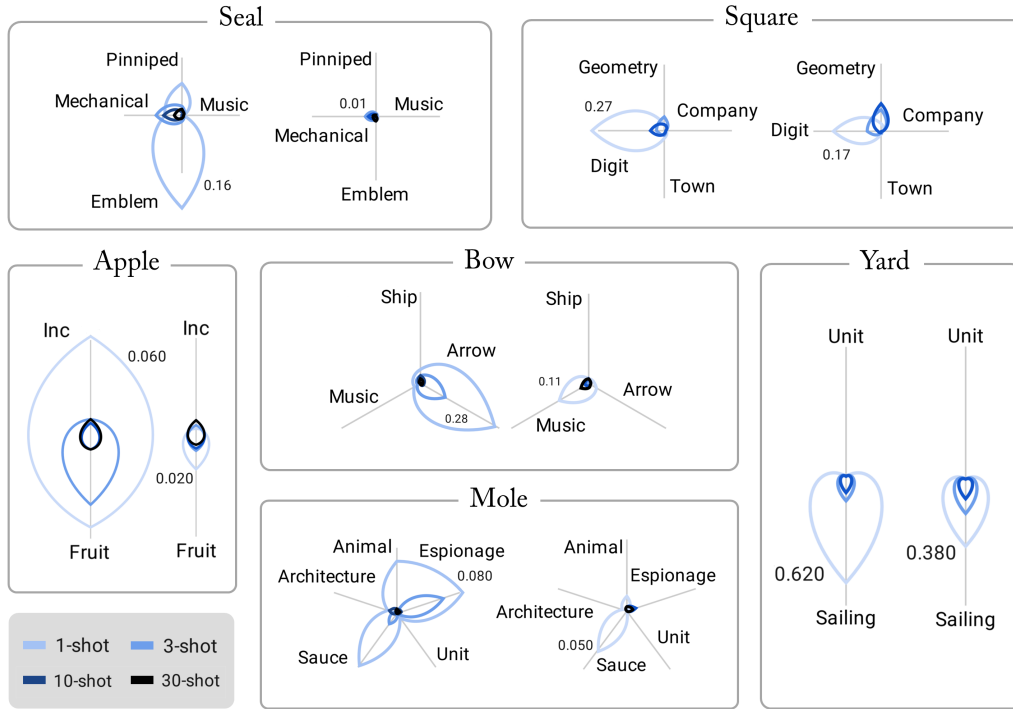 Seal
Pinniped
Mechanical
Music
Emblem
0.16
Pinniped
0.01
Music
Mechanical
Emblem
Square
Geometry
0.27
Company
Digit
Town
Geometry
Digit
Company
0.17
Town
Apple
Inc
0.060
Fruit
Inc
0.020
Fruit
Bow
Ship
Arrow
Music
0.28
Ship
0.11
Arrow
Music
Mole
Animal
Espionage
Architecture
0.080
Sauce
Unit
Animal
Espionage
Architecture
Unit
0.050
Sauce
Yard
Unit
0.620
Sailing
Unit
0.380
Sailing
1-shot
3-shot
10-shot
30-shot